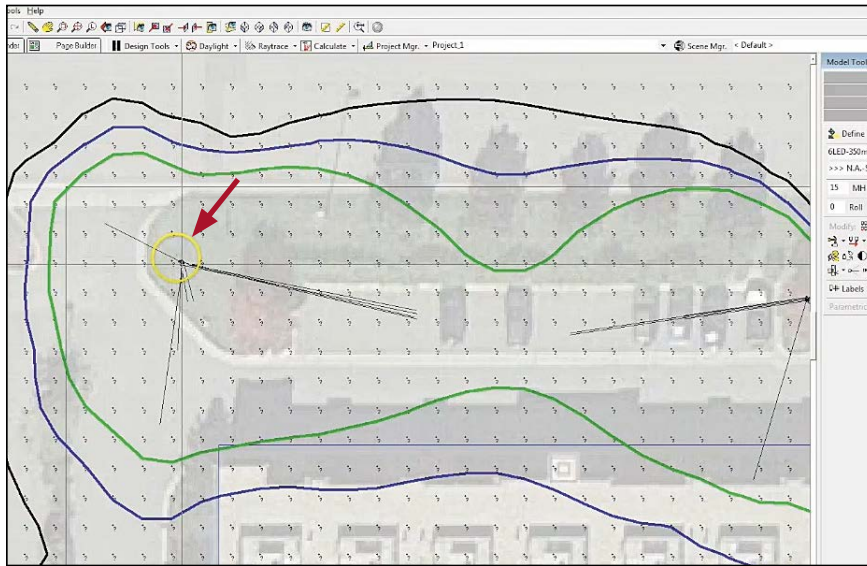 ools Help
Page Builder Design Tools Daylight Raytrace Calculate Project Mgr. Project_1 Scene Mgr. < Default >
Model Tool
Define
6LED-350m
>>> N.A.-S
15 MH
0 Roll
Modify:
Labels
Parametric